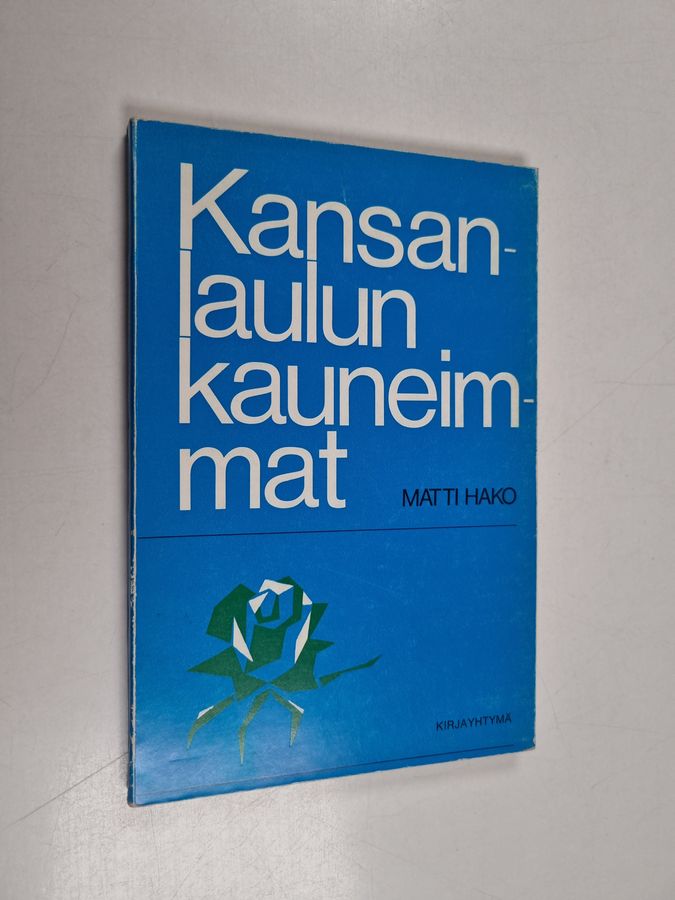 Kansan-
laulun
kauneim-
mat
MATTI HAKO
KIRJAYHTYMÄ